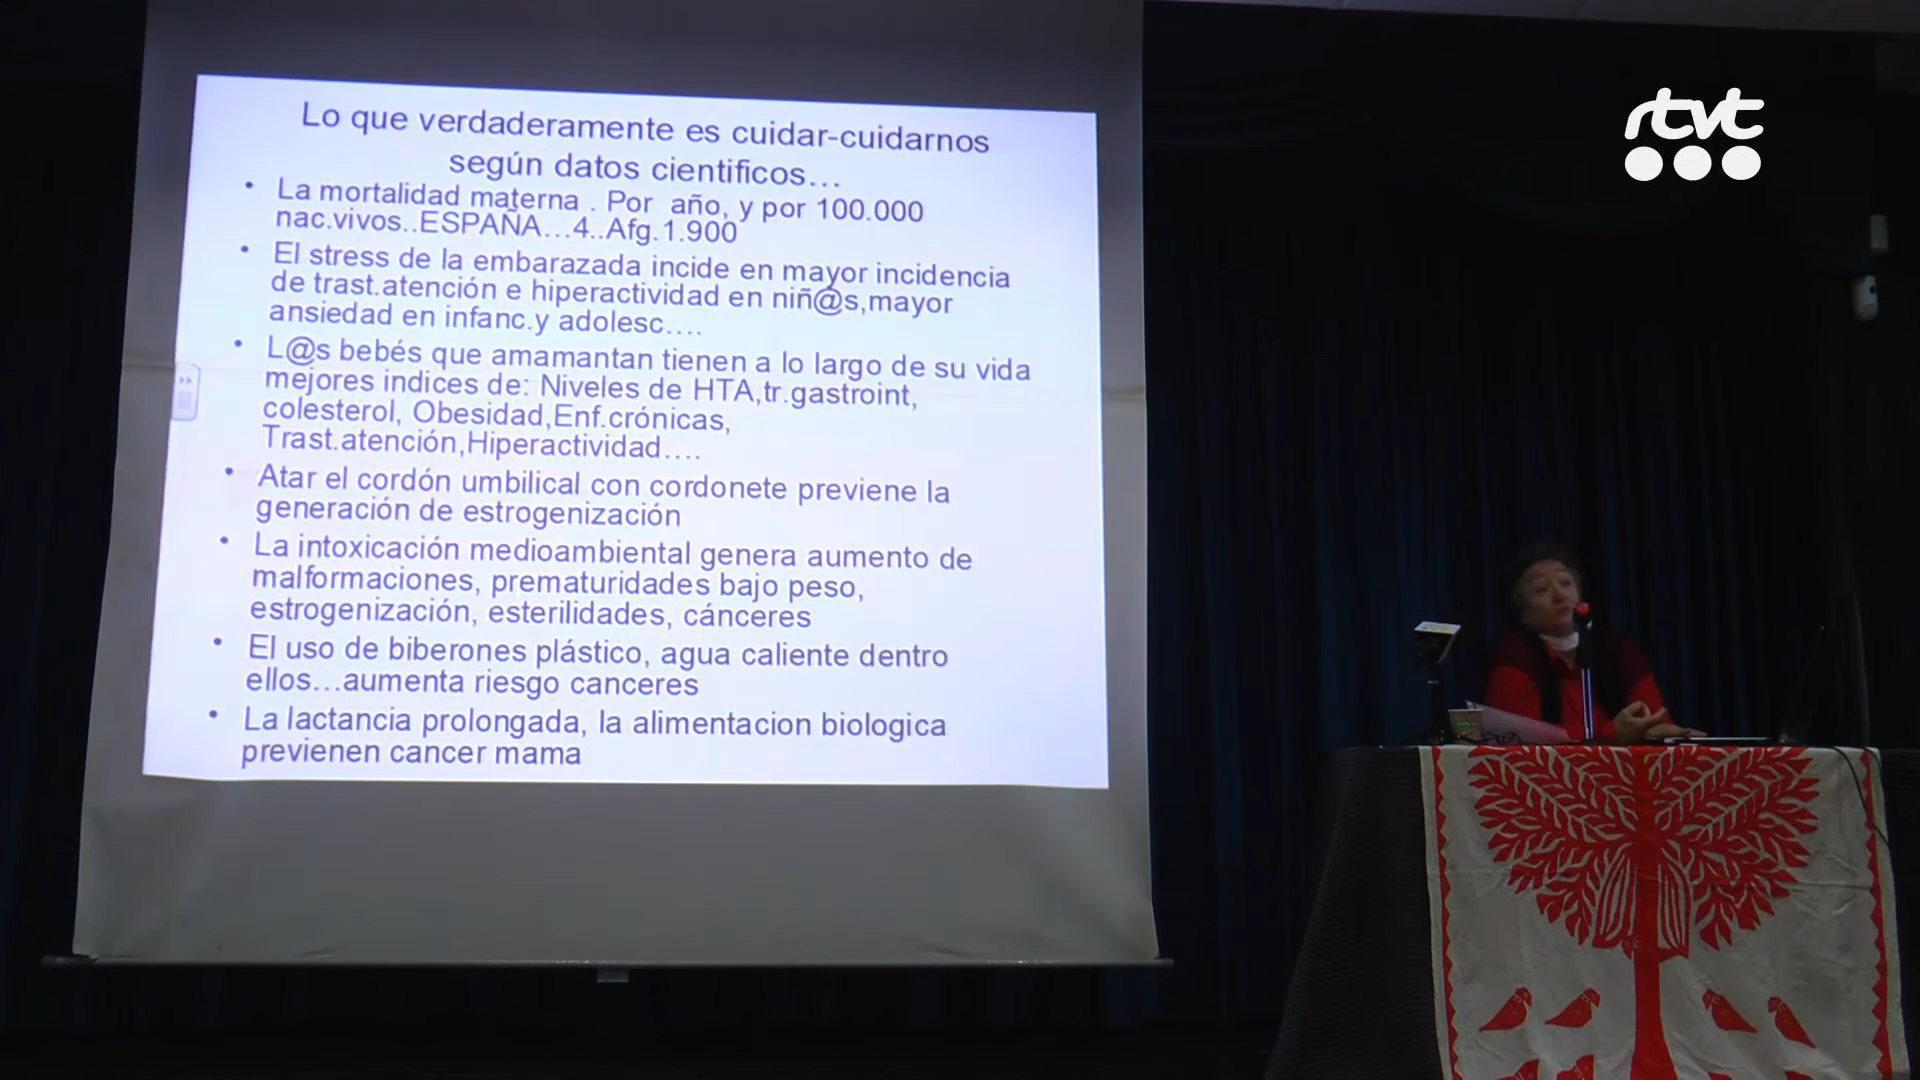 Lo que verdaderamente es cuidar-cuidarnos
según datos cientificos...
• La mortalidad materna . Por año, y por 100.000
nac.vivos..ESPAÑA...4..Afg.1.900
• El stress de la embarazada incide en mayor incidencia
de trast.atención e hiperactividad en niñ@s,mayor
ansiedad en infanc.y adolesc....
• L@s bebés que amamantan tienen a lo largo de su vida
mejores indices de: Niveles de HTA,tr.gastroint,
colesterol, Obesidad,Enf.crónicas,
Trast.atención,Hiperactividad....
• Atar el cordón umbilical con cordonete previene la
generación de estrogenización
• La intoxicación medioambiental genera aumento de
malformaciones, prematuridades bajo peso,
estrogenización, esterilidades, cánceres
• El uso de biberones plástico, agua caliente dentro
ellos...aumenta riesgo canceres
• La lactancia prolongada, la alimentacion biologica
previenen cancer mama
rtvt